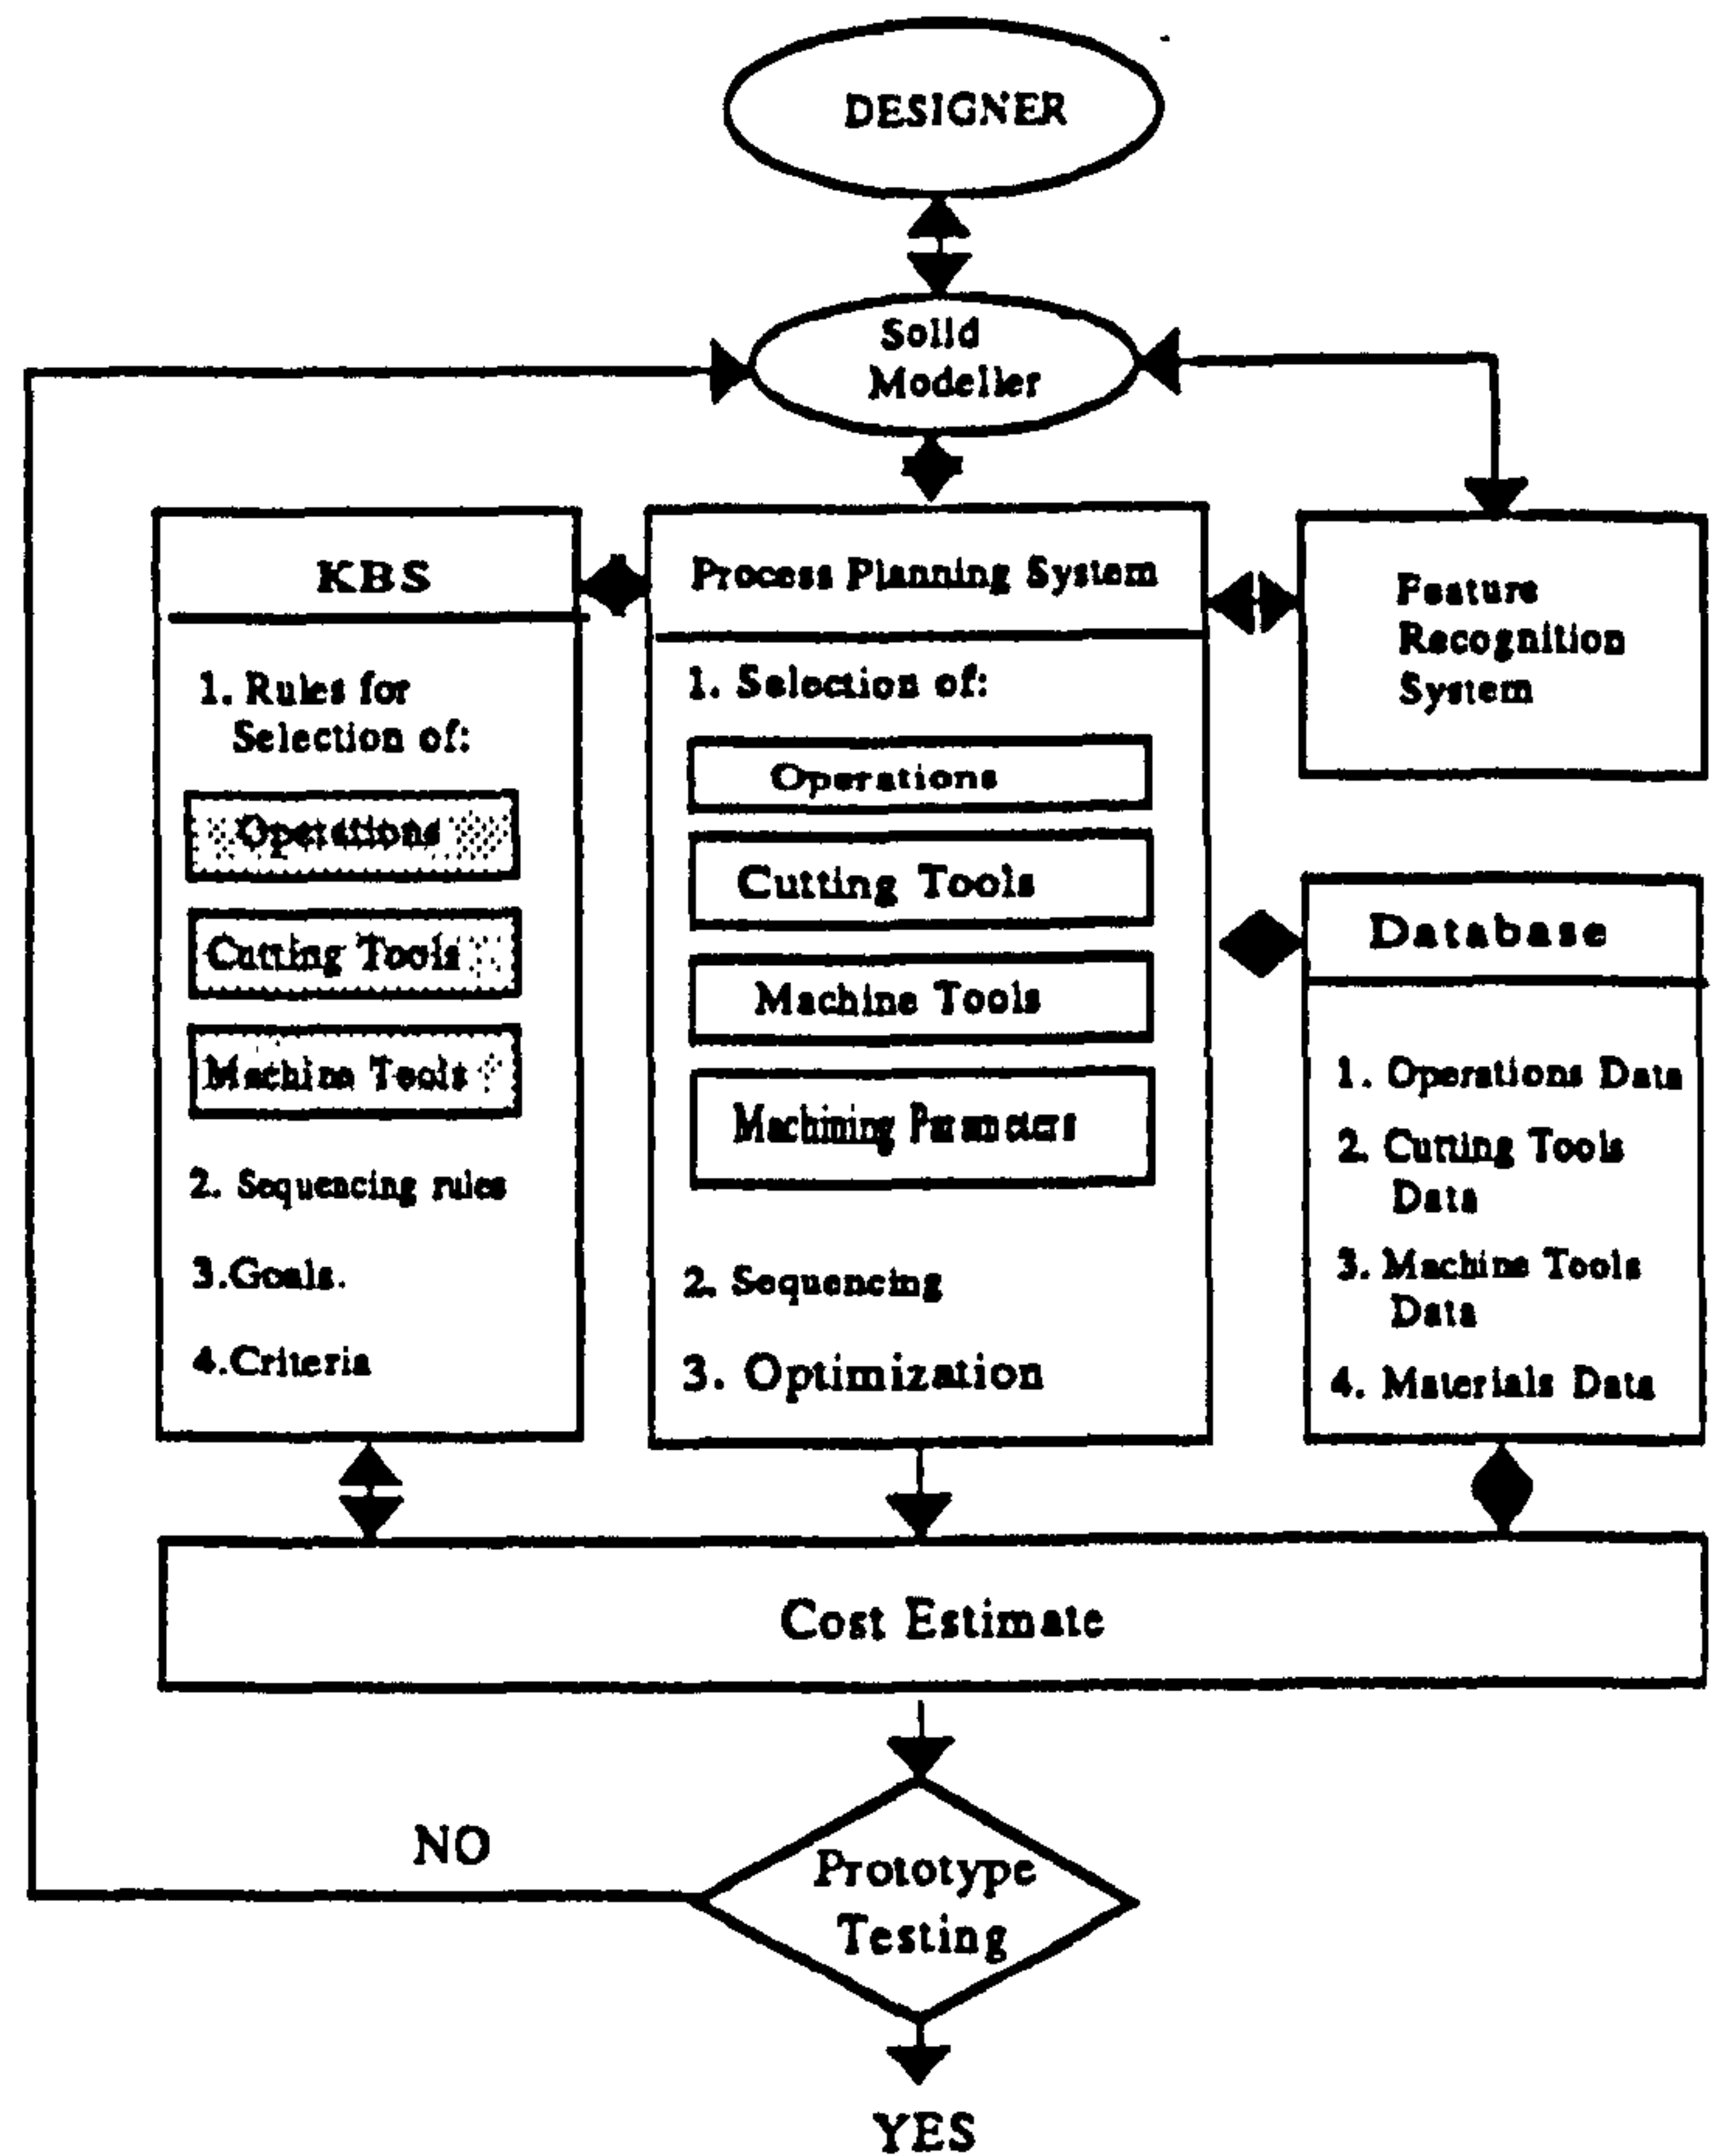 DESIGNER
Solid
Modeller
KBS
1. Rules for
Selection of:
Operations
Cutting Tools
Machine Tools
2. Sequencing rules
3.Goals.
4.Criteria
Process Planning System
1. Selection of:
Operations
Cutting Tools
Machine Tools
Machining Parameters
2. Sequencing
3. Optimization
Feature
Recognition
System
Database
1. Operations Data
2. Cutting Tools
Data
3. Machine Tools
Data
4. Materials Data
Cost Estimate
NO
Prototype
Testing
YES